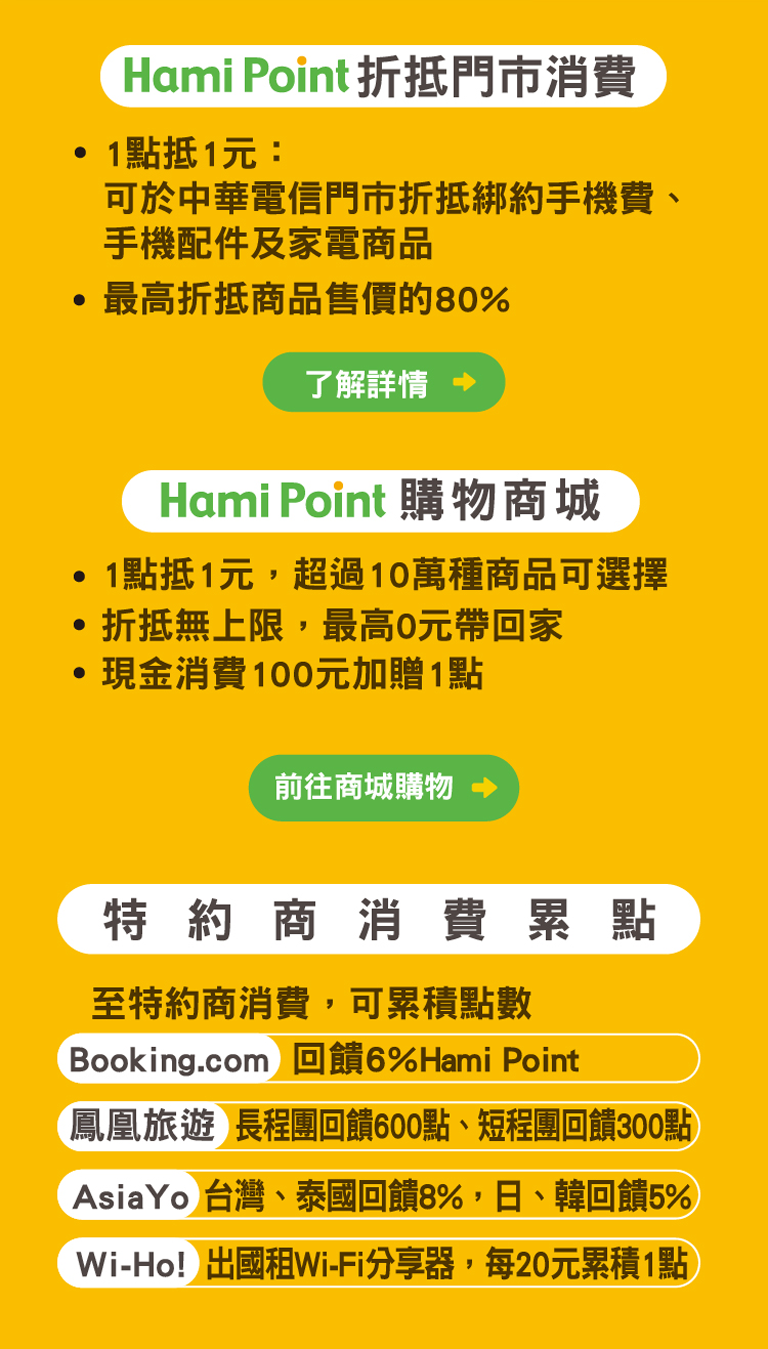 Hami Point 折抵門市消費
• 1點抵1元：
可於中華電信門市折抵綁約手機費、
手機配件及家電商品
• 最高折抵商品售價的80%
了解詳情
Hami Point 購物商城
• 1點抵1元，超過10萬種商品可選擇
• 折抵無上限，最高0元帶回家
• 現金消費100元加贈1點
前往商城購物
特約商消費累點
至特約商消費，可累積點數
Booking.com 回饋6%Hami Point
鳳凰旅遊 長程團回饋600點、短程團回饋300點
AsiaYo 台灣、泰國回饋8%，日、韓回饋5%
Wi-Ho! 出國租Wi-Fi分享器，每20元累積1點